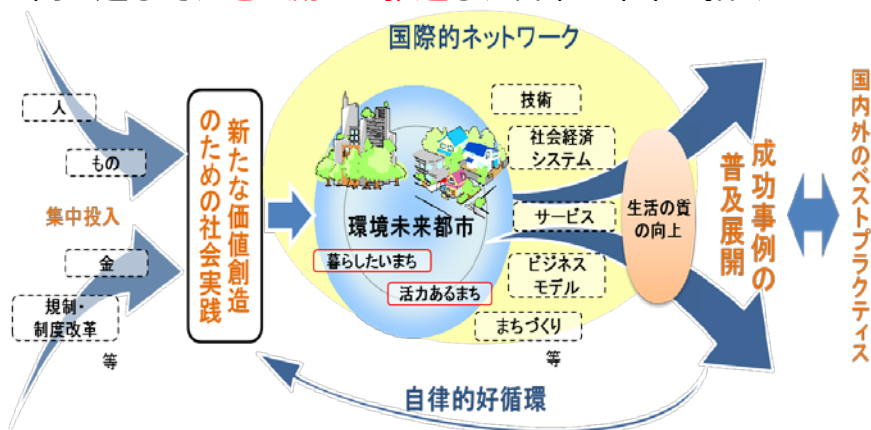 国際的ネットワーク
人
もの
集中投入
金
規制・
制度改革
等
新たな価値創造
のための社会実践
環境未来都市
暮らしたいまち
活力あるまち
技術
社会経済
システム
サービス
ビジネス
モデル
まちづくり
等
生活の質
の向上
成功事例の
普及展開
国内外のベストプラクティス
自律的好循環